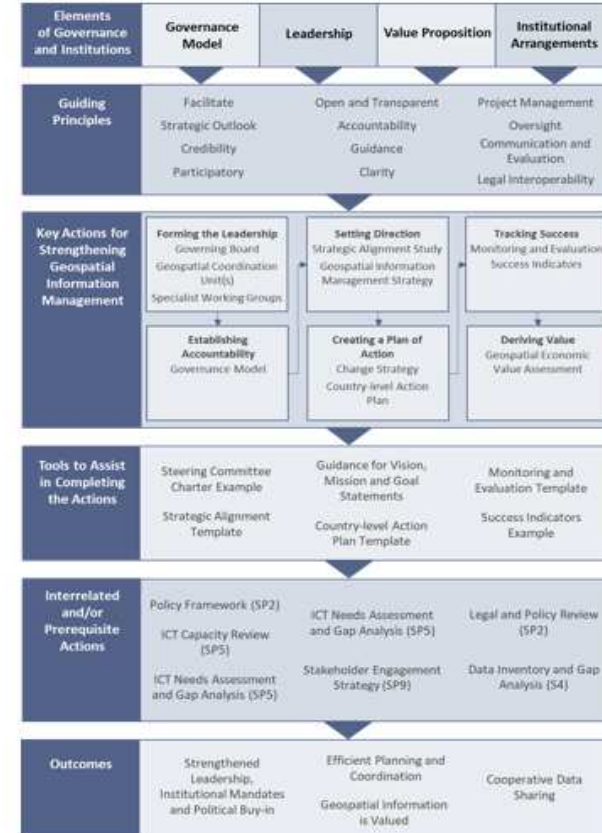 Elements
of Governance
and Institutions
Governance
Model
Leadership
Value Proposition
Institutional
Arrangements
Guiding
Principles
Facilitate
Strategic Outlook
Credibility
Participatory
Open and Transparent
Accountability
Guidance
Clarity
Project Management
Oversight
Communication and
Evaluation
Legal Interoperability
Key Actions for
Strengthening
Geospatial
Information
Management
Forming the Leadership
Governing Board
Geospatial Coordination
Unit(s)
Specialist Working Groups
Establishing
Accountability
Governance Model
Setting Direction
Strategic Alignment Study
Geospatial Information
Management Strategy
Creating a Plan of
Action
Change Strategy
Country-level Action
Plan
Tracking Success
Monitoring and Evaluation
Success Indicators
Deriving Value
Geospatial Economic
Value Assessment
Tools to Assist
in Completing
the Actions
Steering Committee
Charter Example
Strategic Alignment
Template
Guidance for Vision,
Mission and Goal
Statements
Country-level Action
Plan Template
Monitoring and
Evaluation Template
Success Indicators
Example
Interrelated
and/or
Prerequisite
Actions
Policy Framework (SP2)
ICT Capacity Review
(SP5)
ICT Needs Assessment
and Gap Analysis (SP5)
ICT Needs Assessment
and Gap Analysis (SP5)
Stakeholder Engagement
Strategy (SP9)
Legal and Policy Review
(SP2)
Data Inventory and Gap
Analysis (S4)
Outcomes
Strengthened
Leadership,
Institutional Mandates
and Political Buy-in
Efficient Planning and
Coordination
Geospatial Information
is Valued
Cooperative Data
Sharing